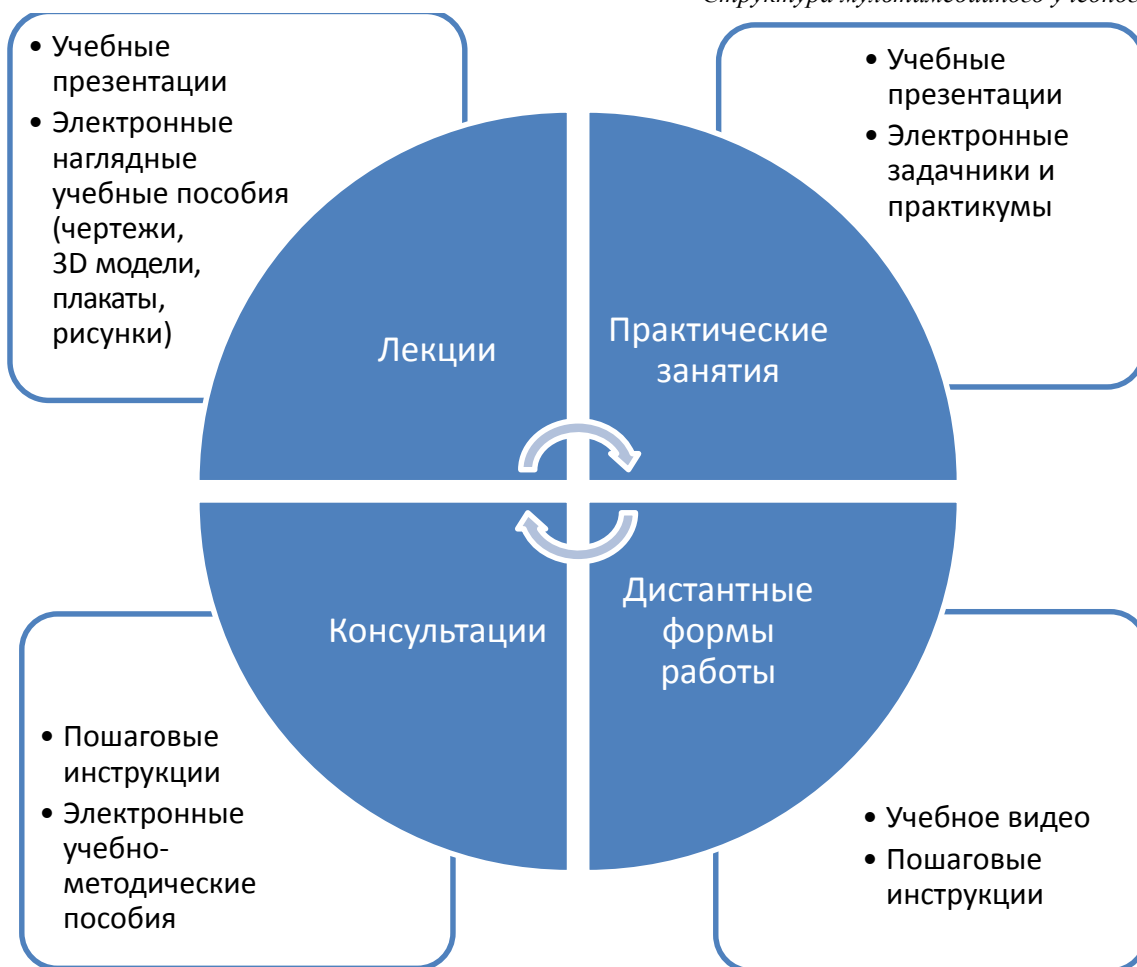 • Учебные
презентации
• Электронные
наглядные
учебные пособия
(чертежи,
3D модели,
плакаты,
рисунки)
• Учебные
презентации
• Электронные
задачники и
практикумы
Лекции
Практические
занятия
Консультации
Дистантные
формы
работы
• Пошаговые
инструкции
• Электронные
учебно-
методические
пособия
• Учебное видео
• Пошаговые
инструкции